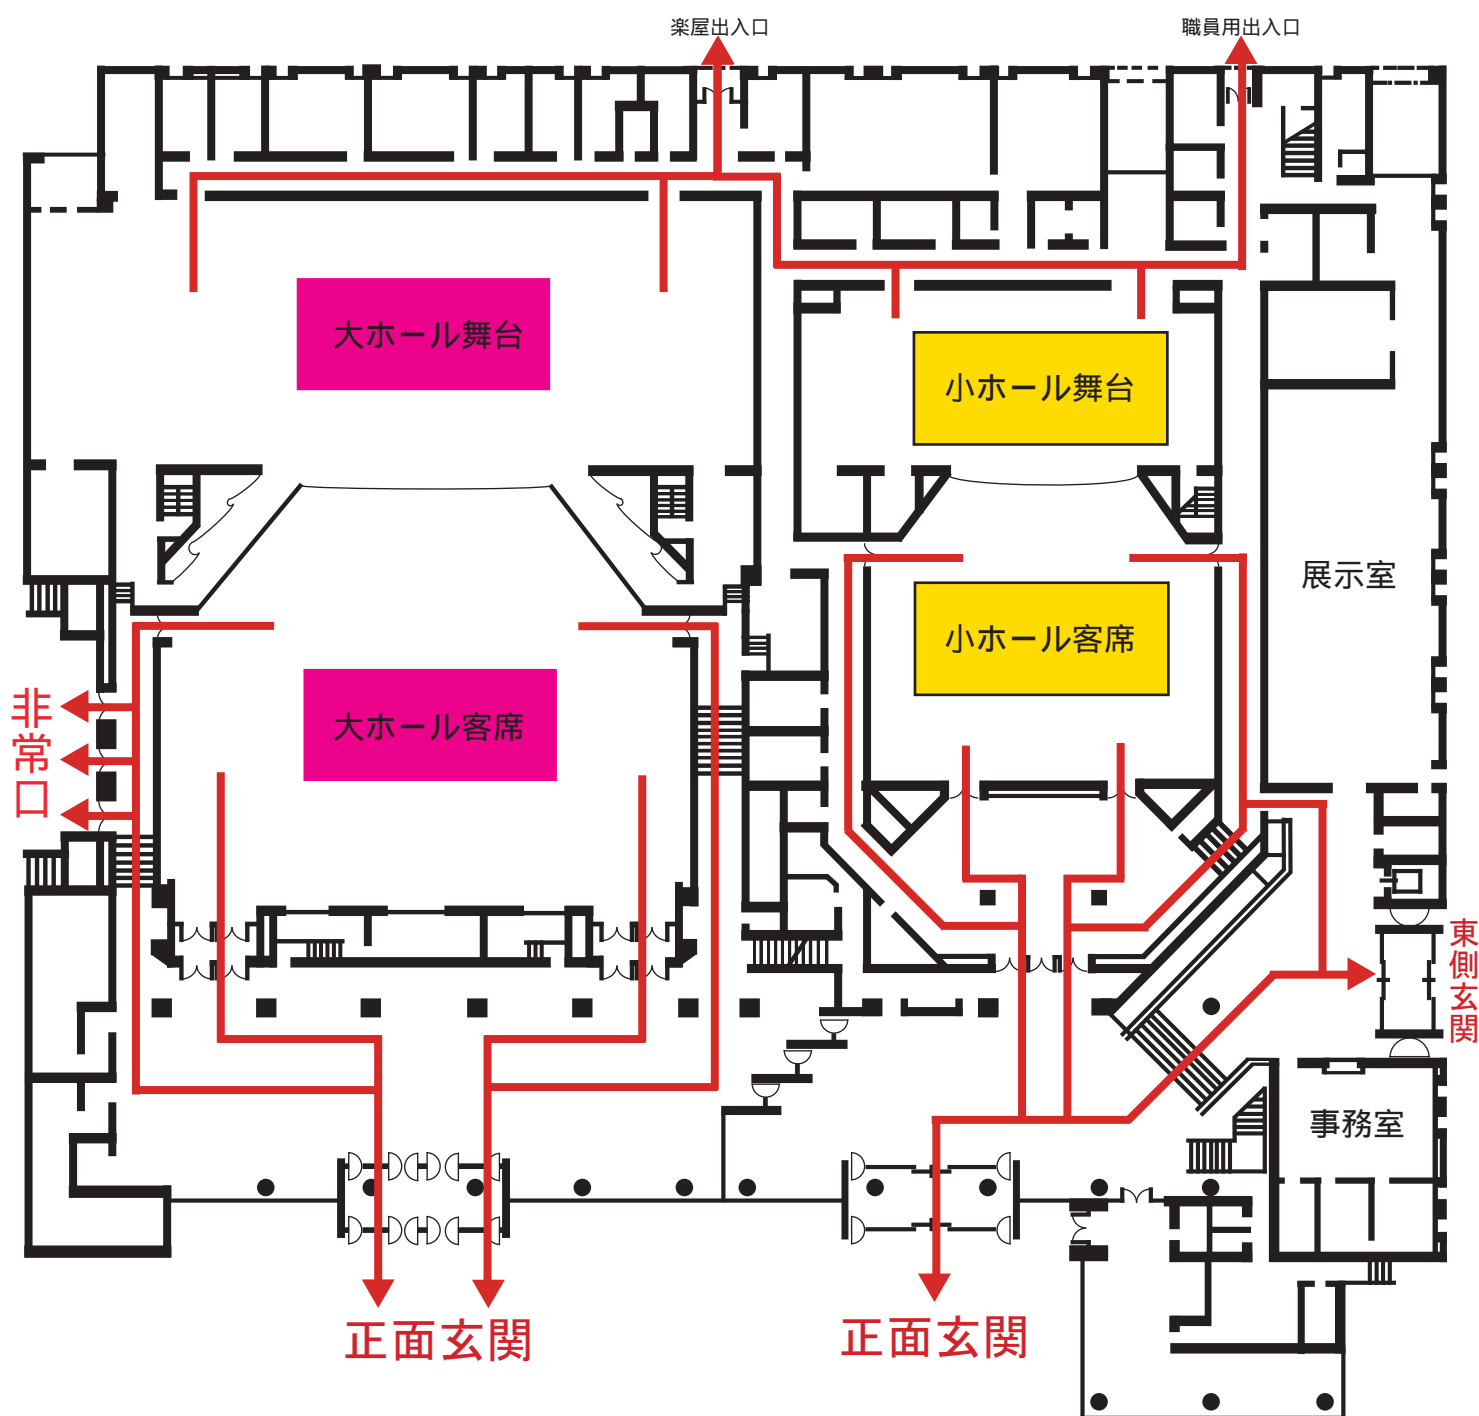 楽屋出入口
職員用出入口
大ホール舞台
小ホール舞台
展示室
小ホール客席
大ホール客席
非常口
東側玄関
事務室
正面玄関
正面玄関